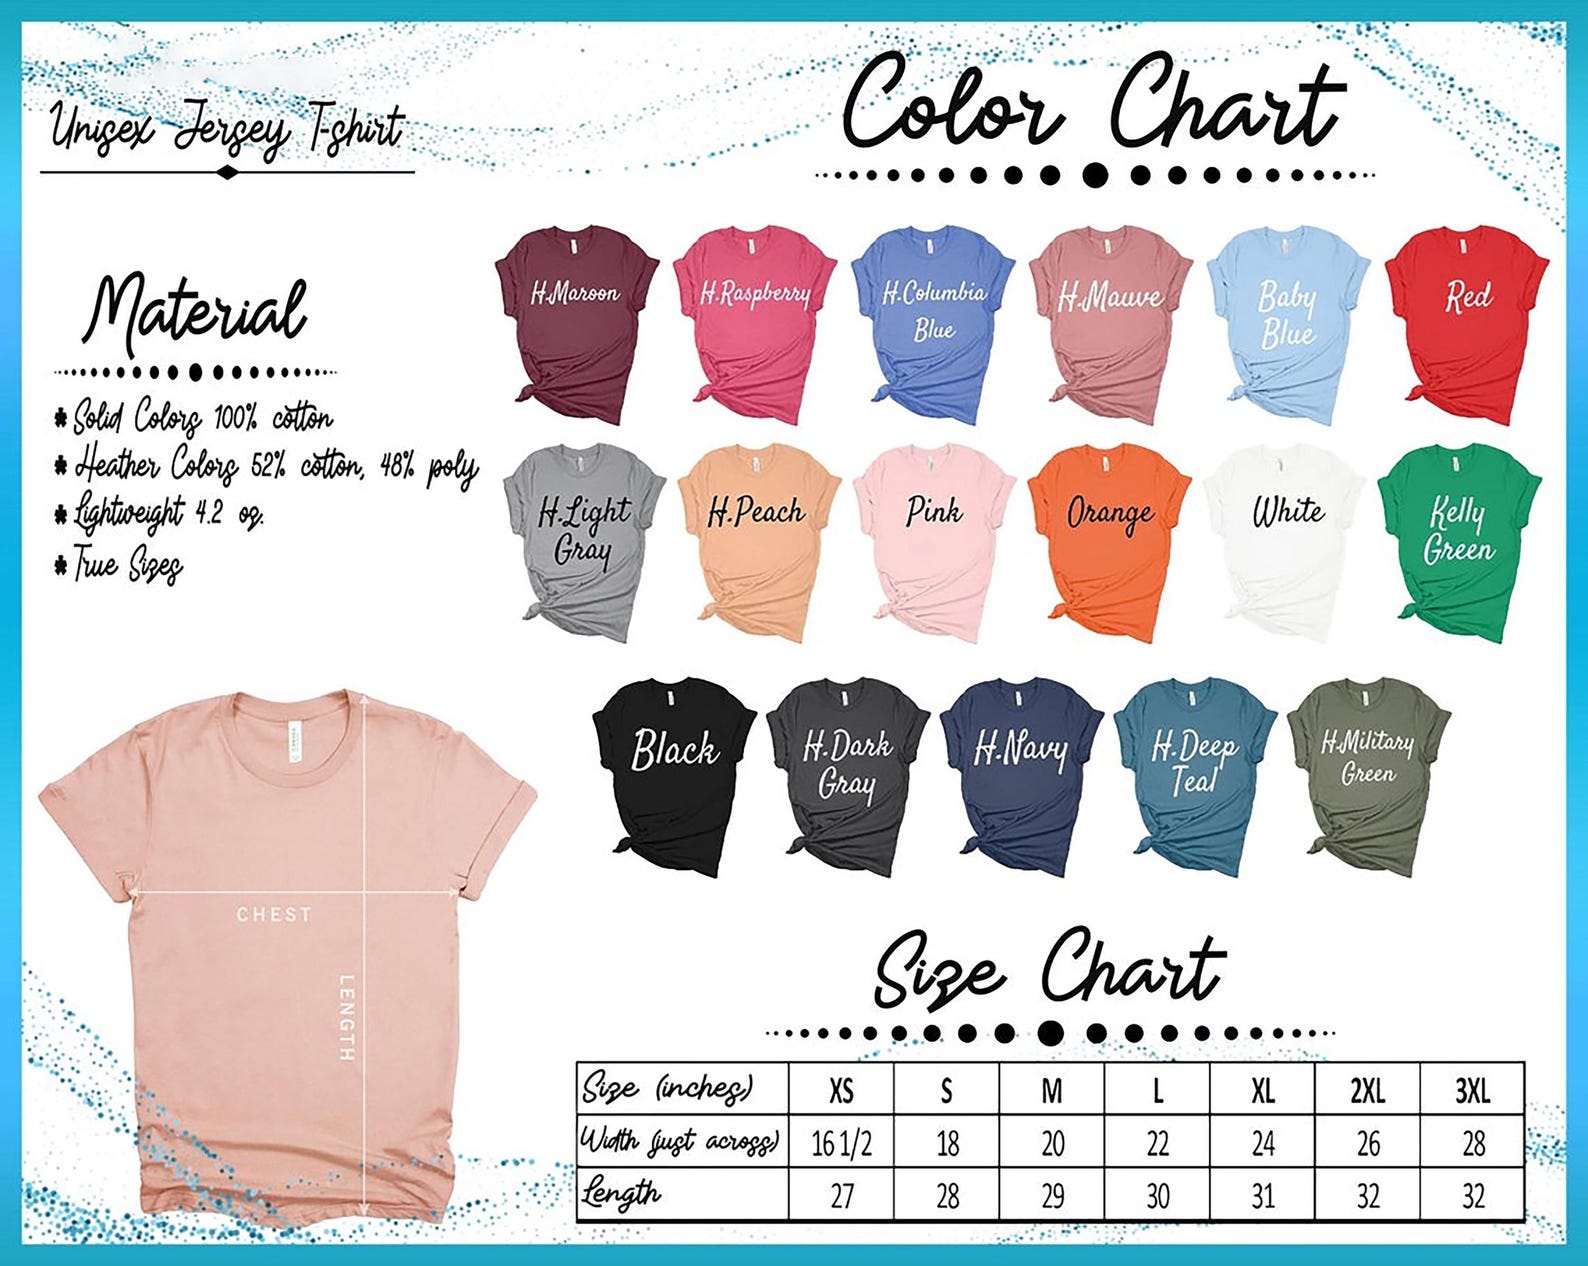 Unisex Jersey T-shirt
Color Chart
Material
* Solid Colors 100% cotton
* Heather Colors 52% cotton, 48% poly
* Lightweight 4.2 oz.
* True Sizes
H.Maroon
H.Raspberry
H.Columbia
Blue
H.Mauve
Baby
Blue
Red
H.Light
Gray
H.Peach
Pink
Orange
White
Kelly
Green
Black
H.Dark
Gray
H.Navy
H.Deep
Teal
H.Military
Green
CHEST
LENGTH
Size Chart
Size (inches) XS S M L XL 2XL 3XL
Width (just across) 16 1/2 18 20 22 24 26 28
Length 27 28 29 30 31 32 32